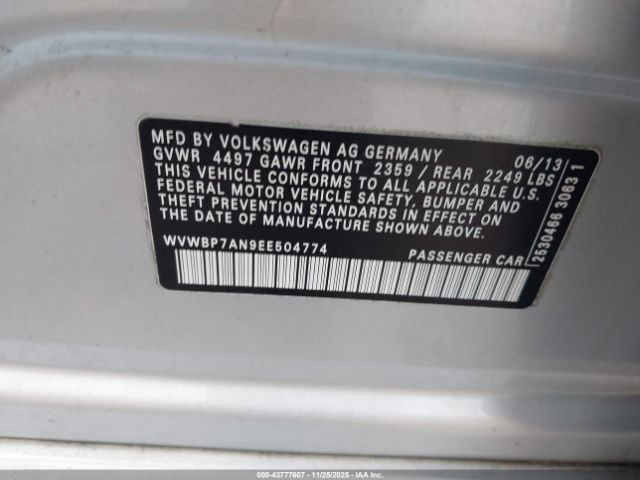 MFD BY VOLKSWAGEN AG GERMANY 06/13
GVWR 4497 GAWR FRONT 2359 / REAR 2249 LBS
THIS VEHICLE CONFORMS TO ALL APPLICABLE U.S.
FEDERAL MOTOR VEHICLE SAFETY, BUMPER AND
THEFT PREVENTION STANDARDS IN EFFECT ON THE
DATE OF MANUFACTURE SHOWN ABOVE.
WVWBP7AN9EE504774 PASSENGER CAR
2530466 3063 1
000-43777607 - 11/25/2025 - IAAI.COM